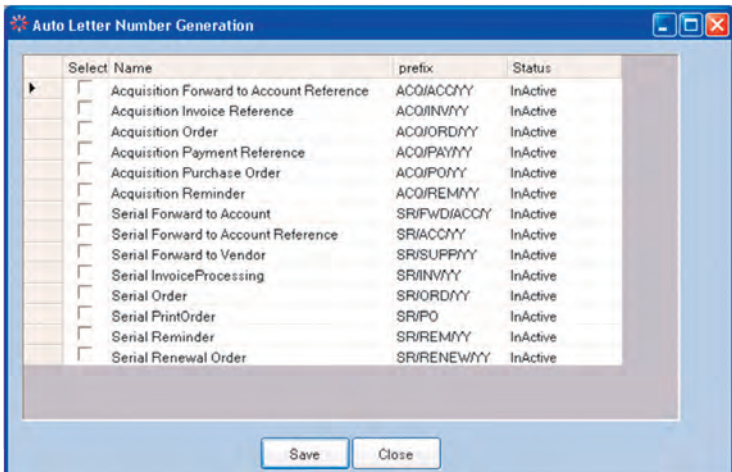 Auto Letter Number Generation
Select Name prefix Status
Acquisition Forward to Account Reference ACQ/ACC/YY InActive
Acquisition Invoice Reference ACQ/INV/YY InActive
Acquisition Order ACQ/ORD/YY InActive
Acquisition Payment Reference ACQ/PAY/YY InActive
Acquisition Purchase Order ACQ/PO/YY InActive
Acquisition Reminder ACQ/REM/YY InActive
Serial Forward to Account SR/FWD/ACC/Y InActive
Serial Forward to Account Reference SR/ACC/YY InActive
Serial Forward to Vendor SR/SUPP/YY InActive
Serial InvoiceProcessing SR/INV/YY InActive
Serial Order SR/ORD/YY InActive
Serial PrintOrder SR/PO InActive
Serial Reminder SR/REM/YY InActive
Serial Renewal Order SR/RENEW/YY InActive
Save Close